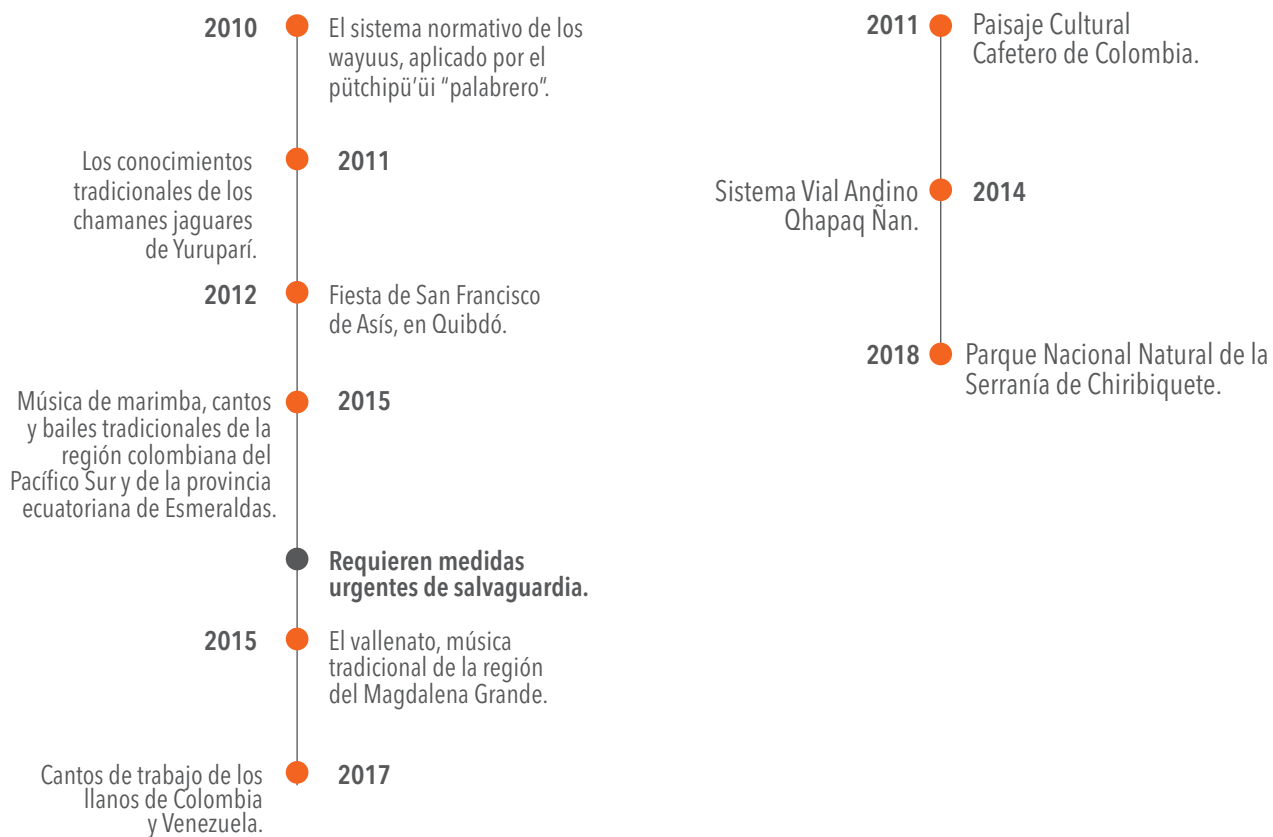 2010
El sistema normativo de los
wayuus, aplicado por el
pütchipü’üi “palabrero”.
Los conocimientos
tradicionales de los
chamanes jaguares
de Yuruparí.
2011
2012
Fiesta de San Francisco
de Asís, en Quibdó.
Música de marimba, cantos
y bailes tradicionales de la
región colombiana del
Pacífico Sur y de la provincia
ecuatoriana de Esmeraldas.
2015
Requieren medidas
urgentes de salvaguardia.
2015
El vallenato, música
tradicional de la región
del Magdalena Grande.
Cantos de trabajo de los
llanos de Colombia
y Venezuela.
2017
2011
Paisaje Cultural
Cafetero de Colombia.
Sistema Vial Andino
Qhapaq Ñan.
2014
2018
Parque Nacional Natural de la
Serranía de Chiribiquete.